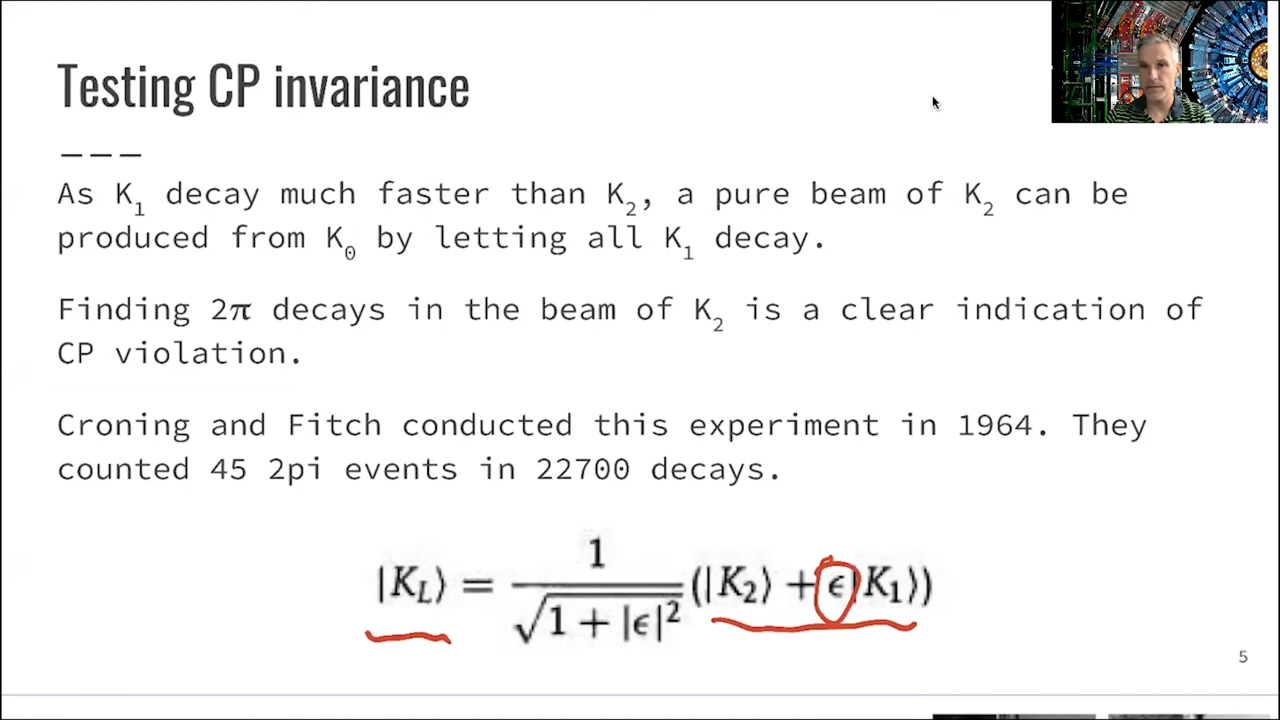 Testing CP invariance
– – –
As K₁ decay much faster than K₂, a pure beam of K₂ can be
produced from K₀ by letting all K₁ decay.
Finding 2π decays in the beam of K₂ is a clear indication of
CP violation.
Croning and Fitch conducted this experiment in 1964. They
counted 45 2pi events in 22700 decays.
|K_L⟩ = 1/√(1 + |ϵ|²) (|K₂⟩ + ϵ|K₁⟩)
5